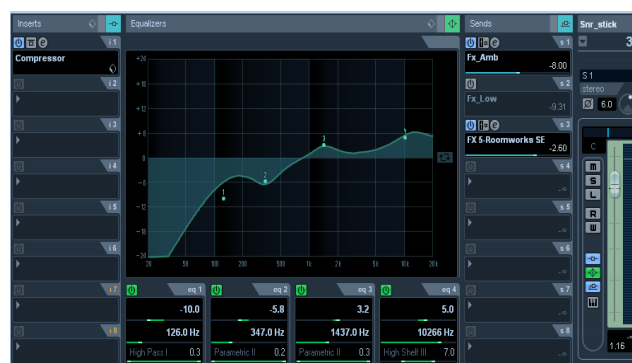 Inserts
Equalizers
Sends
Snr_stick
i 1
Compressor
i 2
i 3
i 4
i 5
i 6
i 7
i 8
+24
+18
+12
+6
0
-6
-12
-18
-24
20
50
100
200
500
1k
2k
5k
10k
20k
1
2
3
4
eq 1
-10.0
126.0 Hz
High Pass I
0.3
eq 2
-5.8
347.0 Hz
Parametric II
0.2
eq 3
3.2
1437.0 Hz
Parametric II
0.3
eq 4
5.0
10266 Hz
High Shelf III
7.0
s 1
Fx_Amb
-8.00
s 2
Fx_Low
-9.31
s 3
FX 5-Roomworks SE
-2.60
s 4
-∞
s 5
-∞
s 6
-∞
s 7
-∞
s 8
-∞
3
S 1
stereo
6.0
C
m
S
L
R
W
1.16